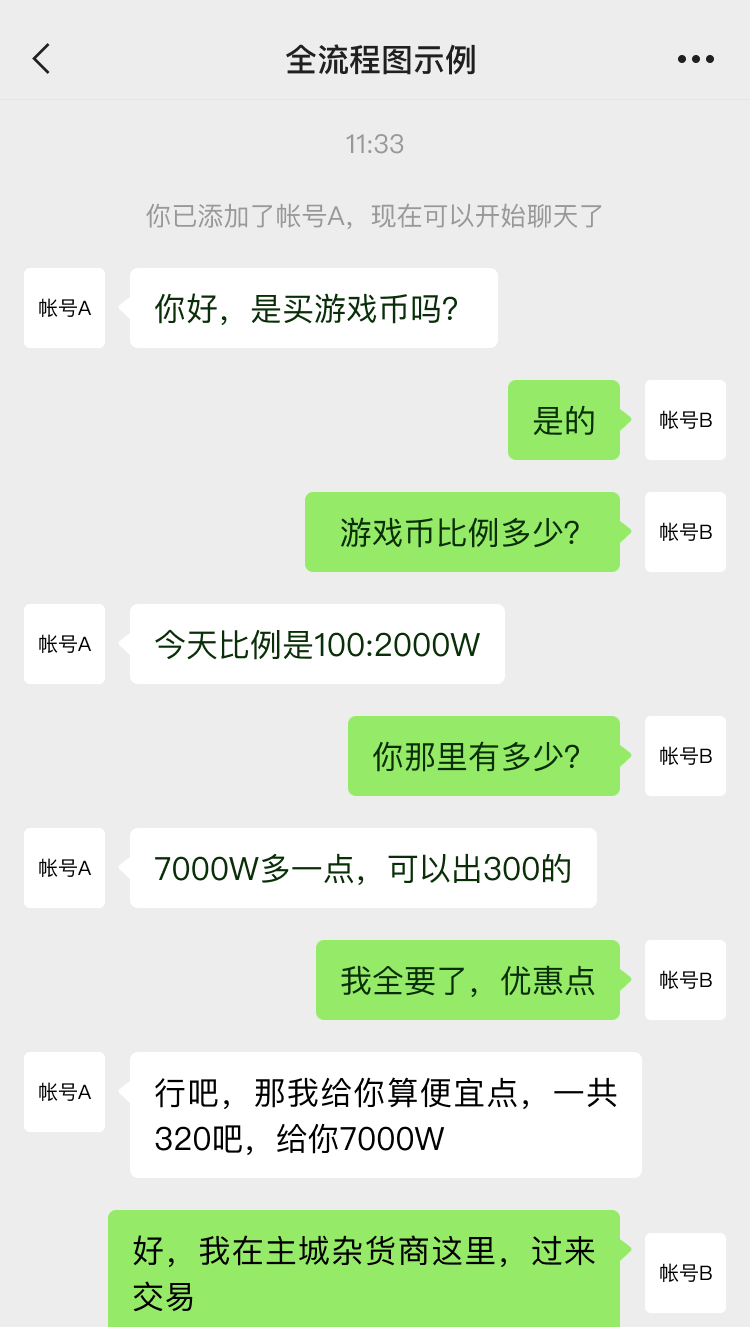 全流程图示例
11:33
你已添加了帐号A，现在可以开始聊天了
帐号A
你好，是买游戏币吗？
是的
帐号B
游戏币比例多少？
帐号B
帐号A
今天比例是100:2000W
你那里有多少？
帐号B
帐号A
7000W多一点，可以出300的
我全要了，优惠点
帐号B
帐号A
行吧，那我给你算便宜点，一共
320吧，给你7000W
好，我在主城杂货商这里，过来
交易
帐号B